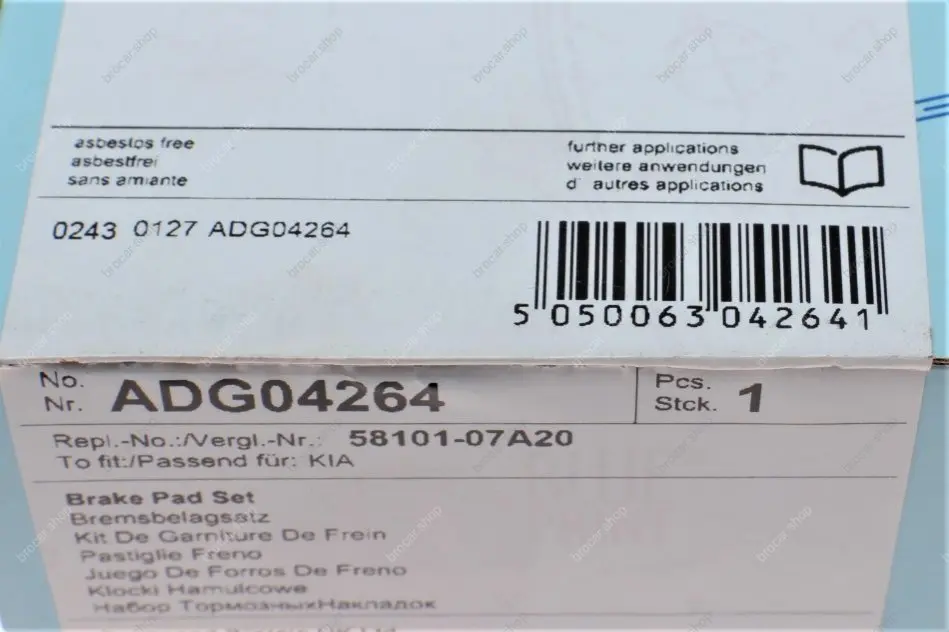 asbestos free
asbestfrei
sans amiante
further applications
weitere anwendungen
d' autres applications
0243 0127 ADG04264
5 050063 042641
No.
Nr. ADG04264
Pcs.
Stck. 1
Repl.-No.:/Vergl.-Nr.: 58101-07A20
To fit:/Passend für: KIA
Brake Pad Set
Bremsbelagsatz
Kit De Garniture De Frein
Pastiglie Freno
Juego De Forros De Freno
Klocki Hamulcowe
Набор ТормозныхНакладок
brocar.shop